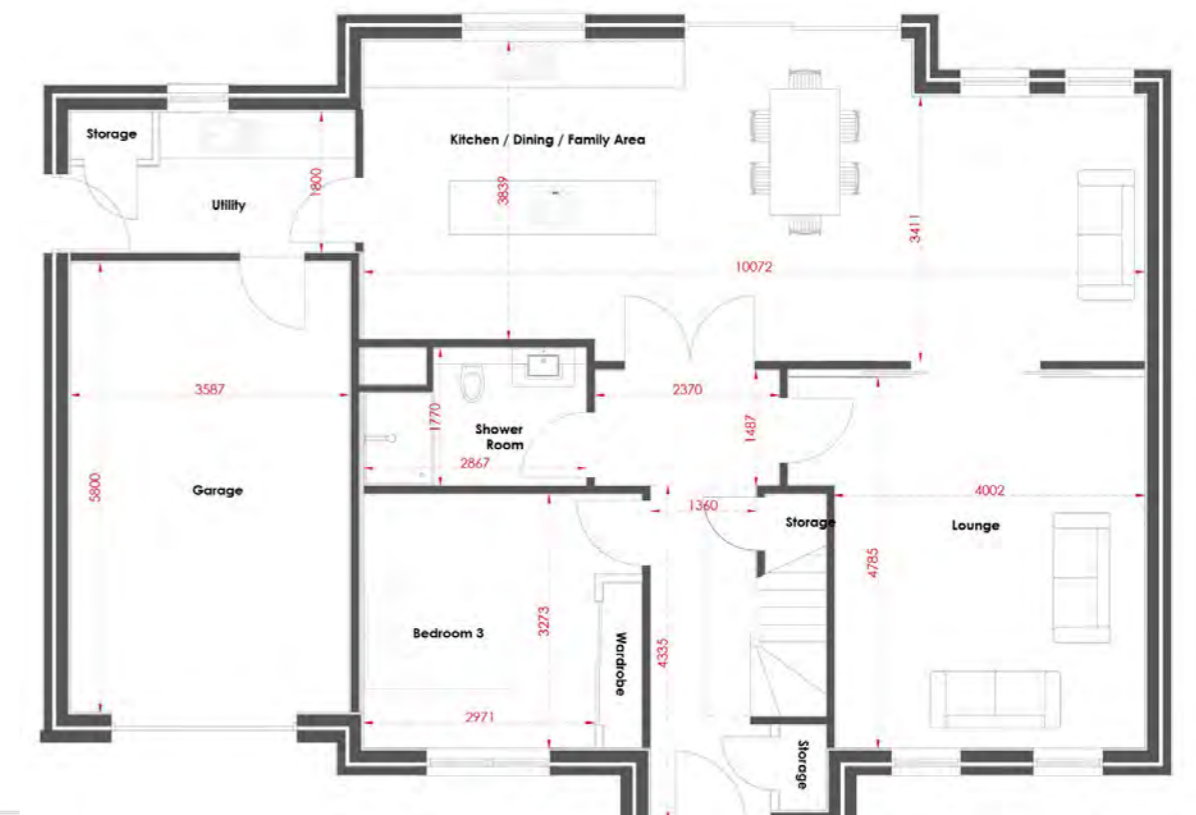 Storage
Kitchen / Dining / Family Area
1800
3839
Utility
3411
10072
3587
2370
1770
1487
Shower
Room
2867
5800
Garage
4002
1360
Storage
Lounge
4785
3273
Bedroom 3
4335
Wardrobe
2971
Storage